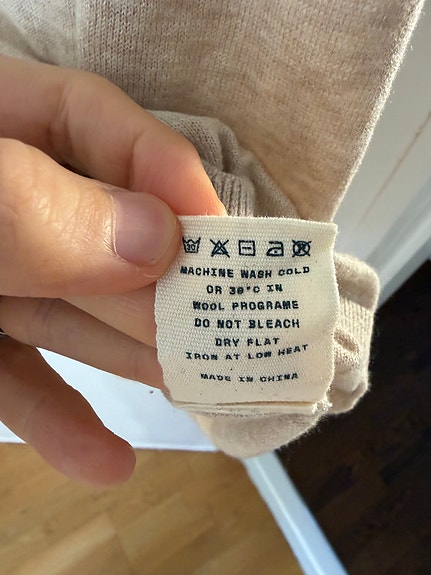 MACHINE WASH COLD
OR 30°C IN
WOOL PROGRAME
DO NOT BLEACH
DRY FLAT
IRON AT LOW HEAT
MADE IN CHINA